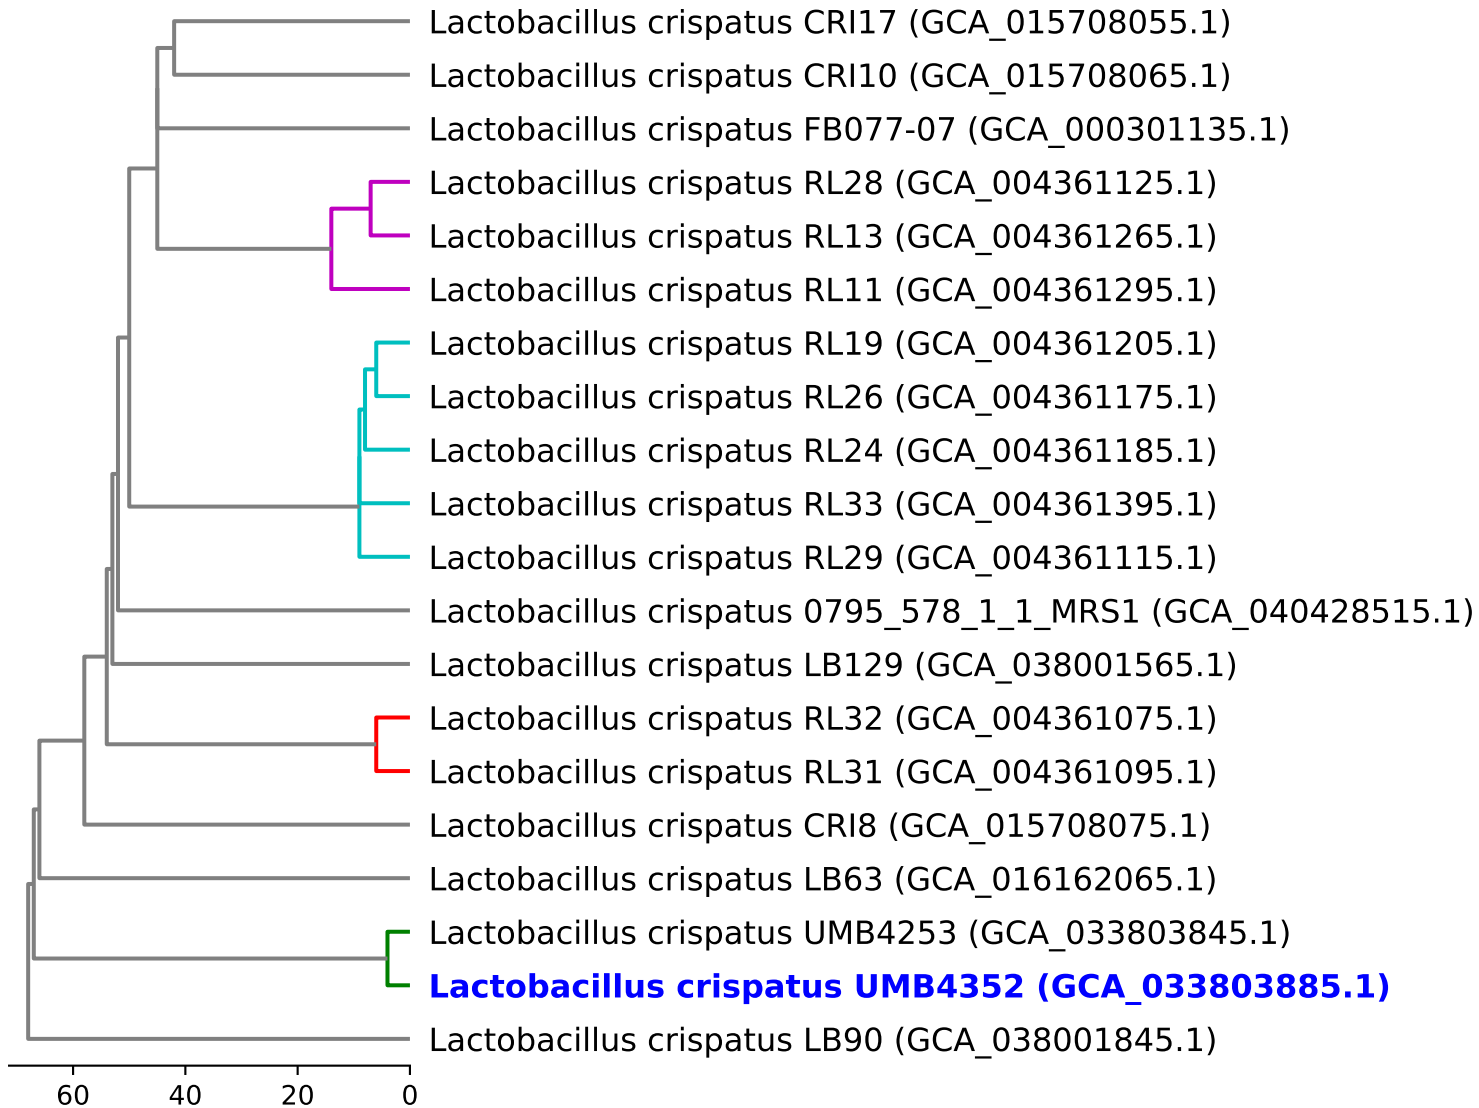 Lactobacillus crispatus CRI17 (GCA_015708055.1)
Lactobacillus crispatus CRI10 (GCA_015708065.1)
Lactobacillus crispatus FB077-07 (GCA_000301135.1)
Lactobacillus crispatus RL28 (GCA_004361125.1)
Lactobacillus crispatus RL13 (GCA_004361265.1)
Lactobacillus crispatus RL11 (GCA_004361295.1)
Lactobacillus crispatus RL19 (GCA_004361205.1)
Lactobacillus crispatus RL26 (GCA_004361175.1)
Lactobacillus crispatus RL24 (GCA_004361185.1)
Lactobacillus crispatus RL33 (GCA_004361395.1)
Lactobacillus crispatus RL29 (GCA_004361115.1)
Lactobacillus crispatus 0795_578_1_1_MRS1 (GCA_040428515.1)
Lactobacillus crispatus LB129 (GCA_038001565.1)
Lactobacillus crispatus RL32 (GCA_004361075.1)
Lactobacillus crispatus RL31 (GCA_004361095.1)
Lactobacillus crispatus CRI8 (GCA_015708075.1)
Lactobacillus crispatus LB63 (GCA_016162065.1)
Lactobacillus crispatus UMB4253 (GCA_033803845.1)
Lactobacillus crispatus UMB4352 (GCA_033803885.1)
Lactobacillus crispatus LB90 (GCA_038001845.1)
60 40 20 0